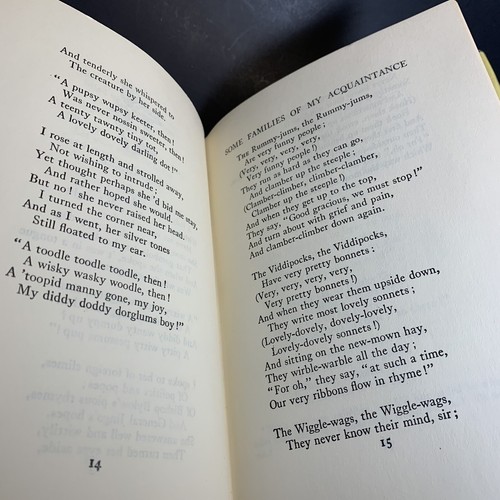 And tenderly she whispered to
The creature by her side.
"A pupsy wupsy keeter, then!
Was never nossin sweeter, then!
A teenty tawnty tiny tot,
A lovely dovely darling dot!"
I rose at length and strolled away,
Not wishing to intrude;
Yet thought perhaps she'd bid me stay,
And rather hoped she would.
But no! she never raised her head.
I turned the corner near,
And as I went, her silver tones
Still floated to my ear.
"A toodle toodle toodle, then!
A wisky wasky woodle, then!
A 'toopid manny gone, my joy,
My diddy doddy dorglums boy!"
14
SOME FAMILIES OF MY ACQUAINTANCE
The Rummy-jums, the Rummy-jums,
Are very funny people;
(Very, very, very, very,
Very funny people!)
They run as hard as they can go,
And clamber up the steeple;
(Clamber-climber, climber-clamber,
Clamber up the steeple!)
And when they get up to the top,
They say, "Good gracious, we must stop!"
And turn about with grief and pain,
And clamber-climber down again.
The Viddipocks, the Viddipocks,
Have very pretty bonnets;
(Very, very, very, very,
Very pretty bonnets!)
And when they wear them upside down,
They write most lovely sonnets;
(Lovely-dovely, dovely-lovely,
Lovely-dovely sonnets!)
And sitting on the new-mown hay,
They wirble-warble all the day;
"For oh," they say, "at such a time,
Our very ribbons flow in rhyme!"
The Wiggle-wags, the Wiggle-wags,
They never know their mind, sir;
15